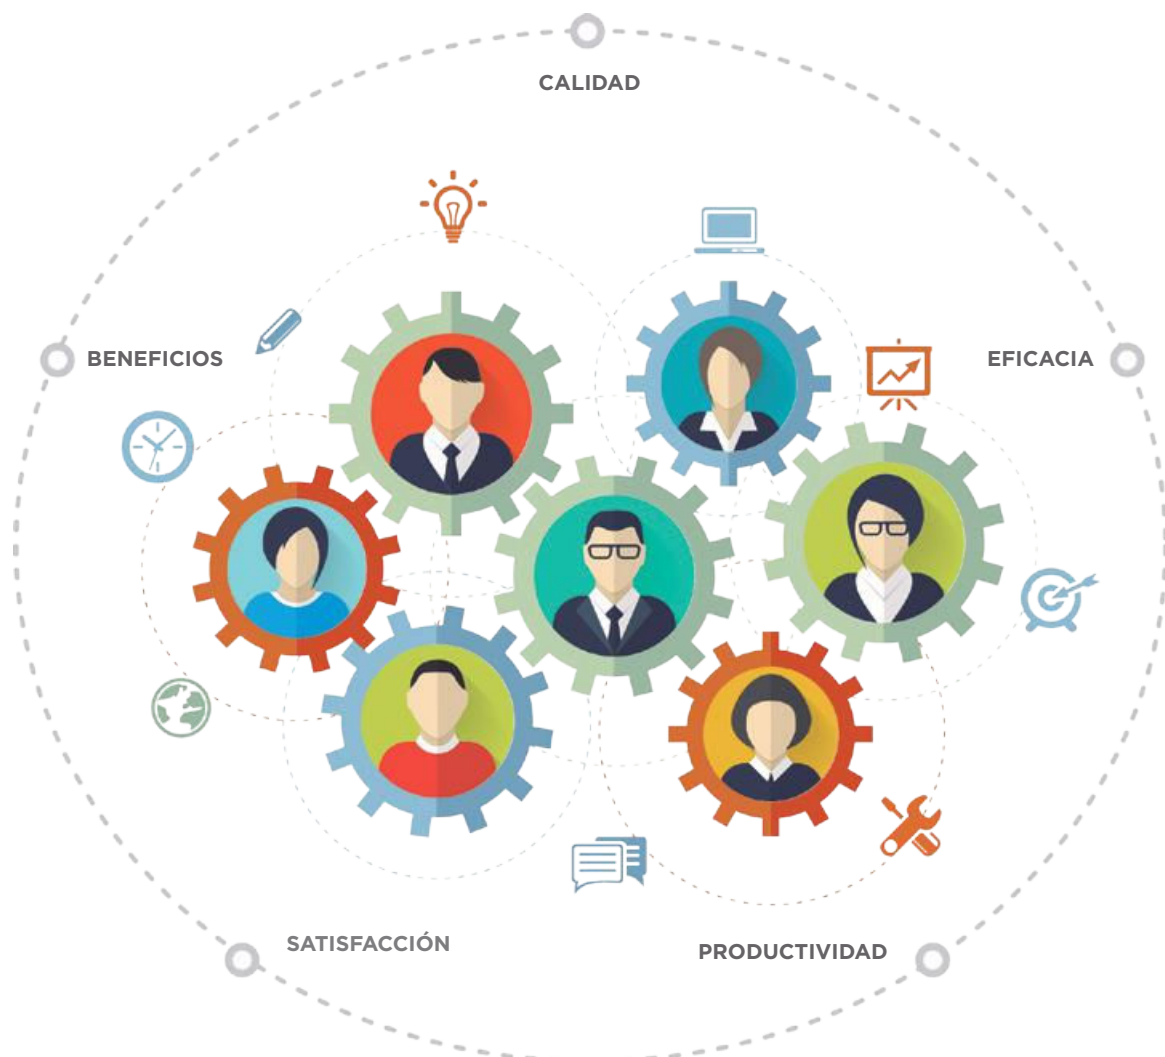 CALIDAD
BENEFICIOS
EFICACIA
SATISFACCIÓN
PRODUCTIVIDAD